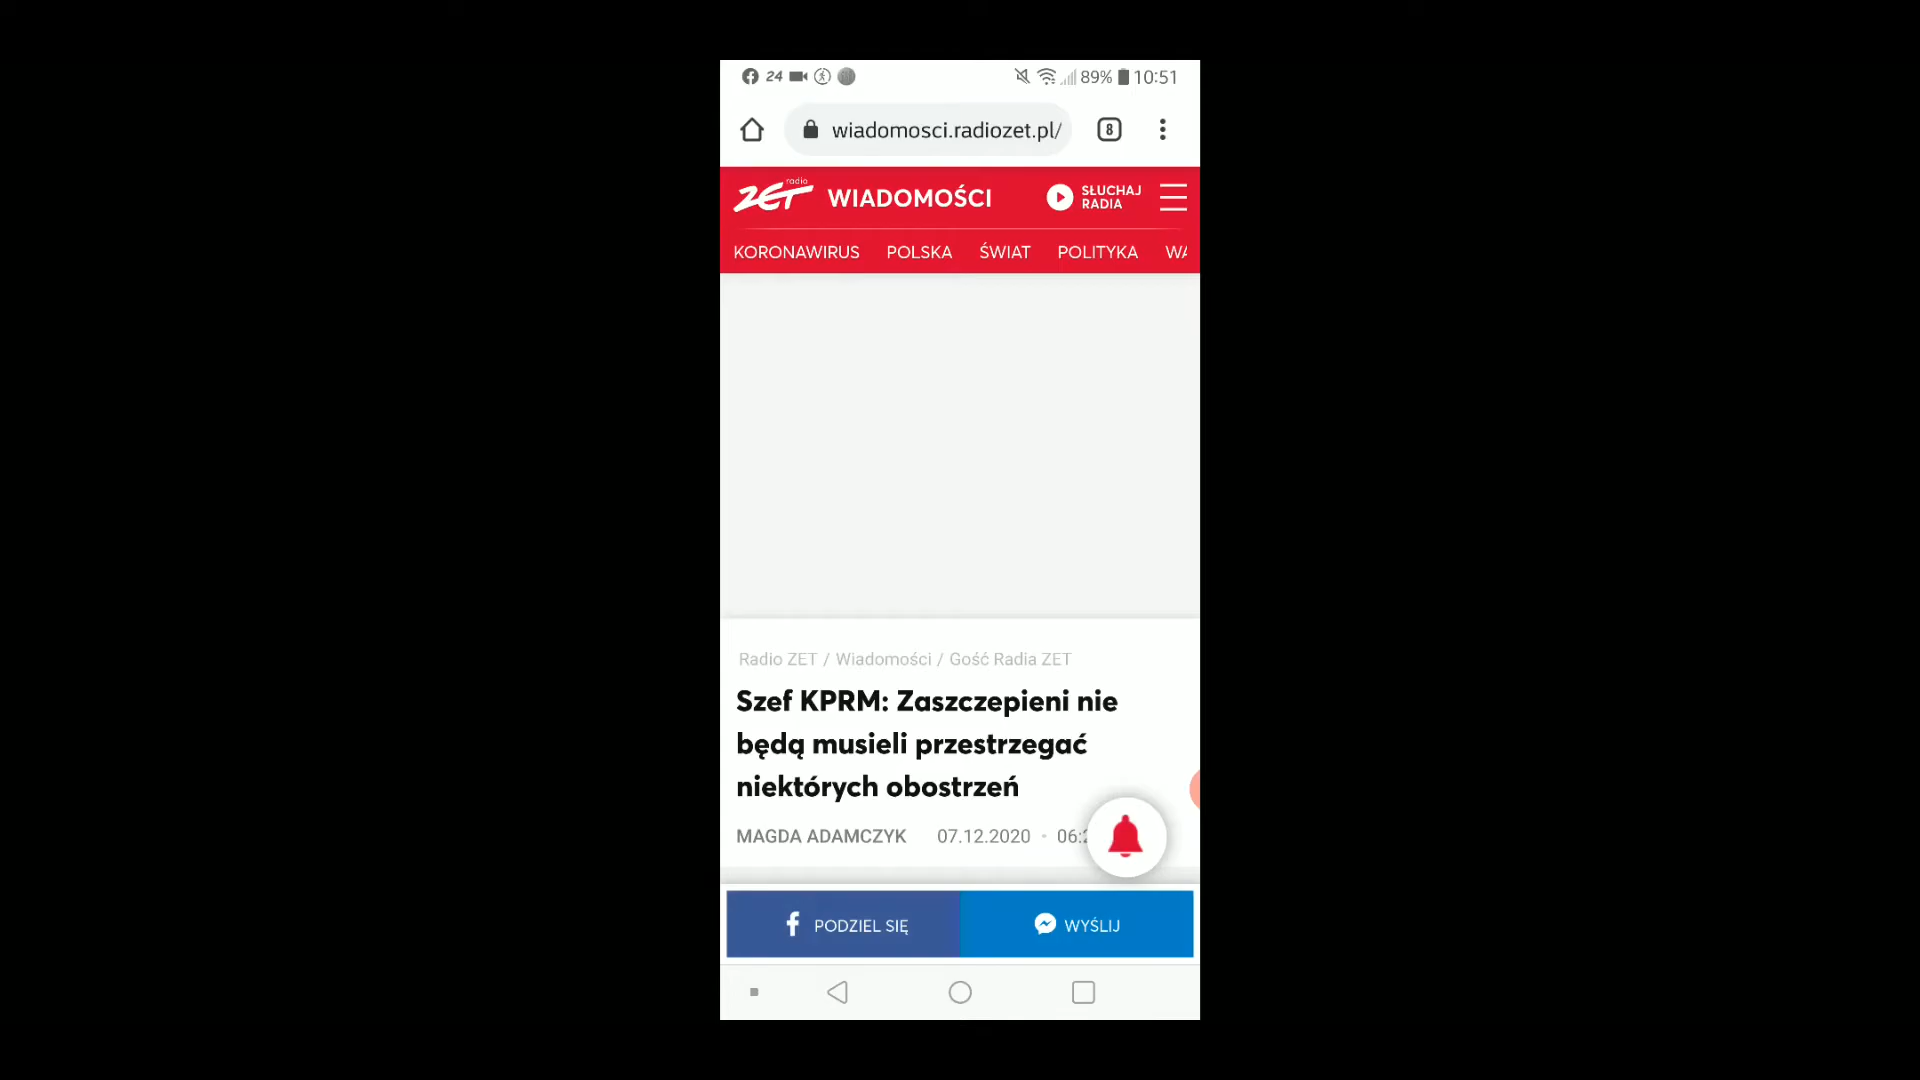 24 89% 10:51
wiadomosci.radiozet.pl/ 8
radio ZET WIADOMOŚCI SŁUCHAJ RADIA
KORONAWIRUS POLSKA ŚWIAT POLITYKA WA
Radio ZET / Wiadomości / Gość Radia ZET
Szef KPRM: Zaszczepieni nie
będą musieli przestrzegać
niektórych obostrzeń
MAGDA ADAMCZYK 07.12.2020 • 06:
PODZIEL SIĘ WYŚLIJ